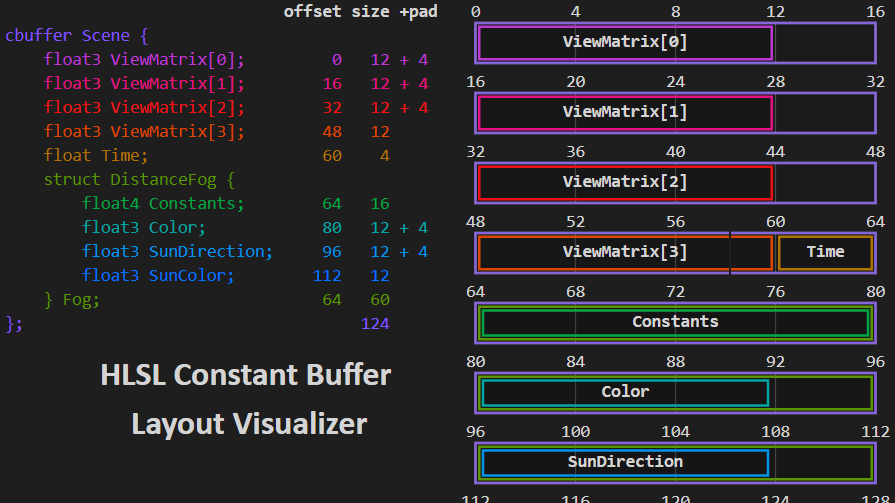 offset size +pad
cbuffer Scene {
float3 ViewMatrix[0]; 0 12 + 4
float3 ViewMatrix[1]; 16 12 + 4
float3 ViewMatrix[2]; 32 12 + 4
float3 ViewMatrix[3]; 48 12
float Time; 60 4
struct DistanceFog {
float4 Constants; 64 16
float3 Color; 80 12 + 4
float3 SunDirection; 96 12 + 4
float3 SunColor; 112 12
} Fog; 64 60
}; 124
HLSL Constant Buffer
Layout Visualizer
0 4 8 12 16
ViewMatrix[0]
16 20 24 28 32
ViewMatrix[1]
32 36 40 44 48
ViewMatrix[2]
48 52 56 60 64
ViewMatrix[3] Time
64 68 72 76 80
Constants
80 84 88 92 96
Color
96 100 104 108 112
SunDirection
112 116 120 124 128